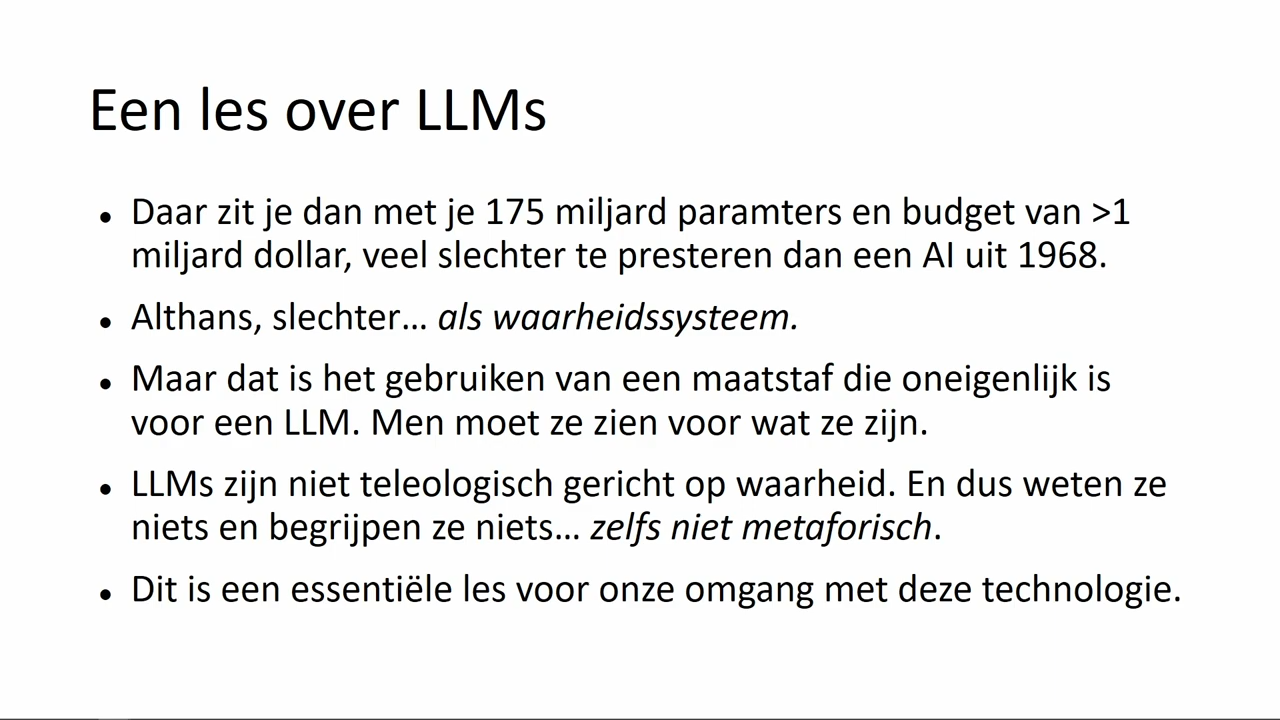 Een les over LLMs
• Daar zit je dan met je 175 miljard paramters en budget van >1
miljard dollar, veel slechter te presteren dan een AI uit 1968.
• Althans, slechter... als waarheidssysteem.
• Maar dat is het gebruiken van een maatstaf die oneigenlijk is
voor een LLM. Men moet ze zien voor wat ze zijn.
• LLMs zijn niet teleologisch gericht op waarheid. En dus weten ze
niets en begrijpen ze niets... zelfs niet metaforisch.
• Dit is een essentiële les voor onze omgang met deze technologie.